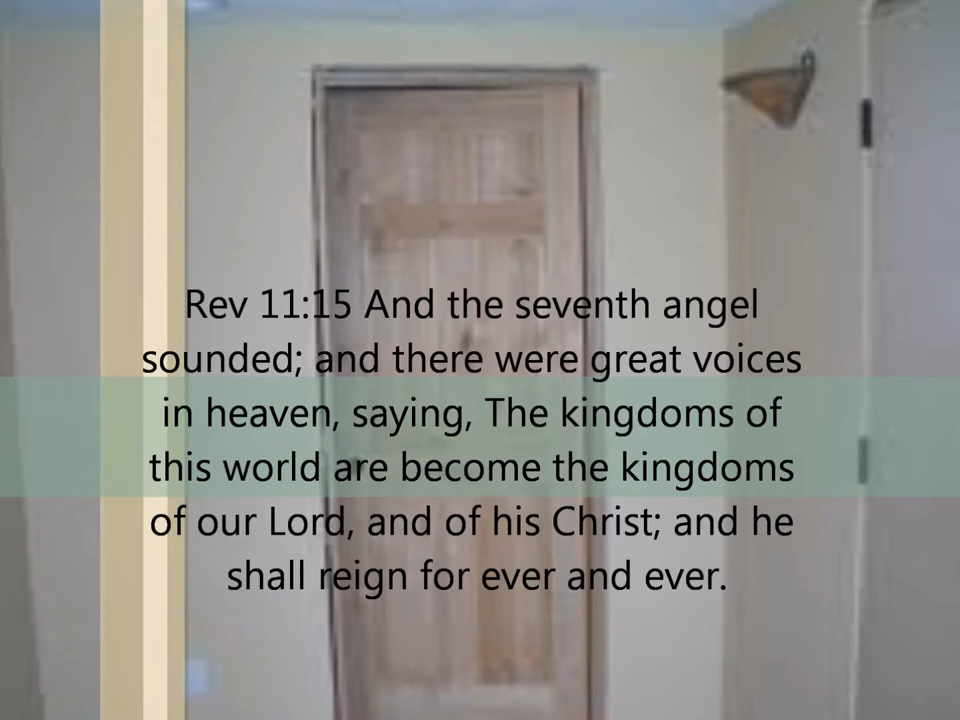 Rev 11:15 And the seventh angel
sounded; and there were great voices
in heaven, saying, The kingdoms of
this world are become the kingdoms
of our Lord, and of his Christ; and he
shall reign for ever and ever.